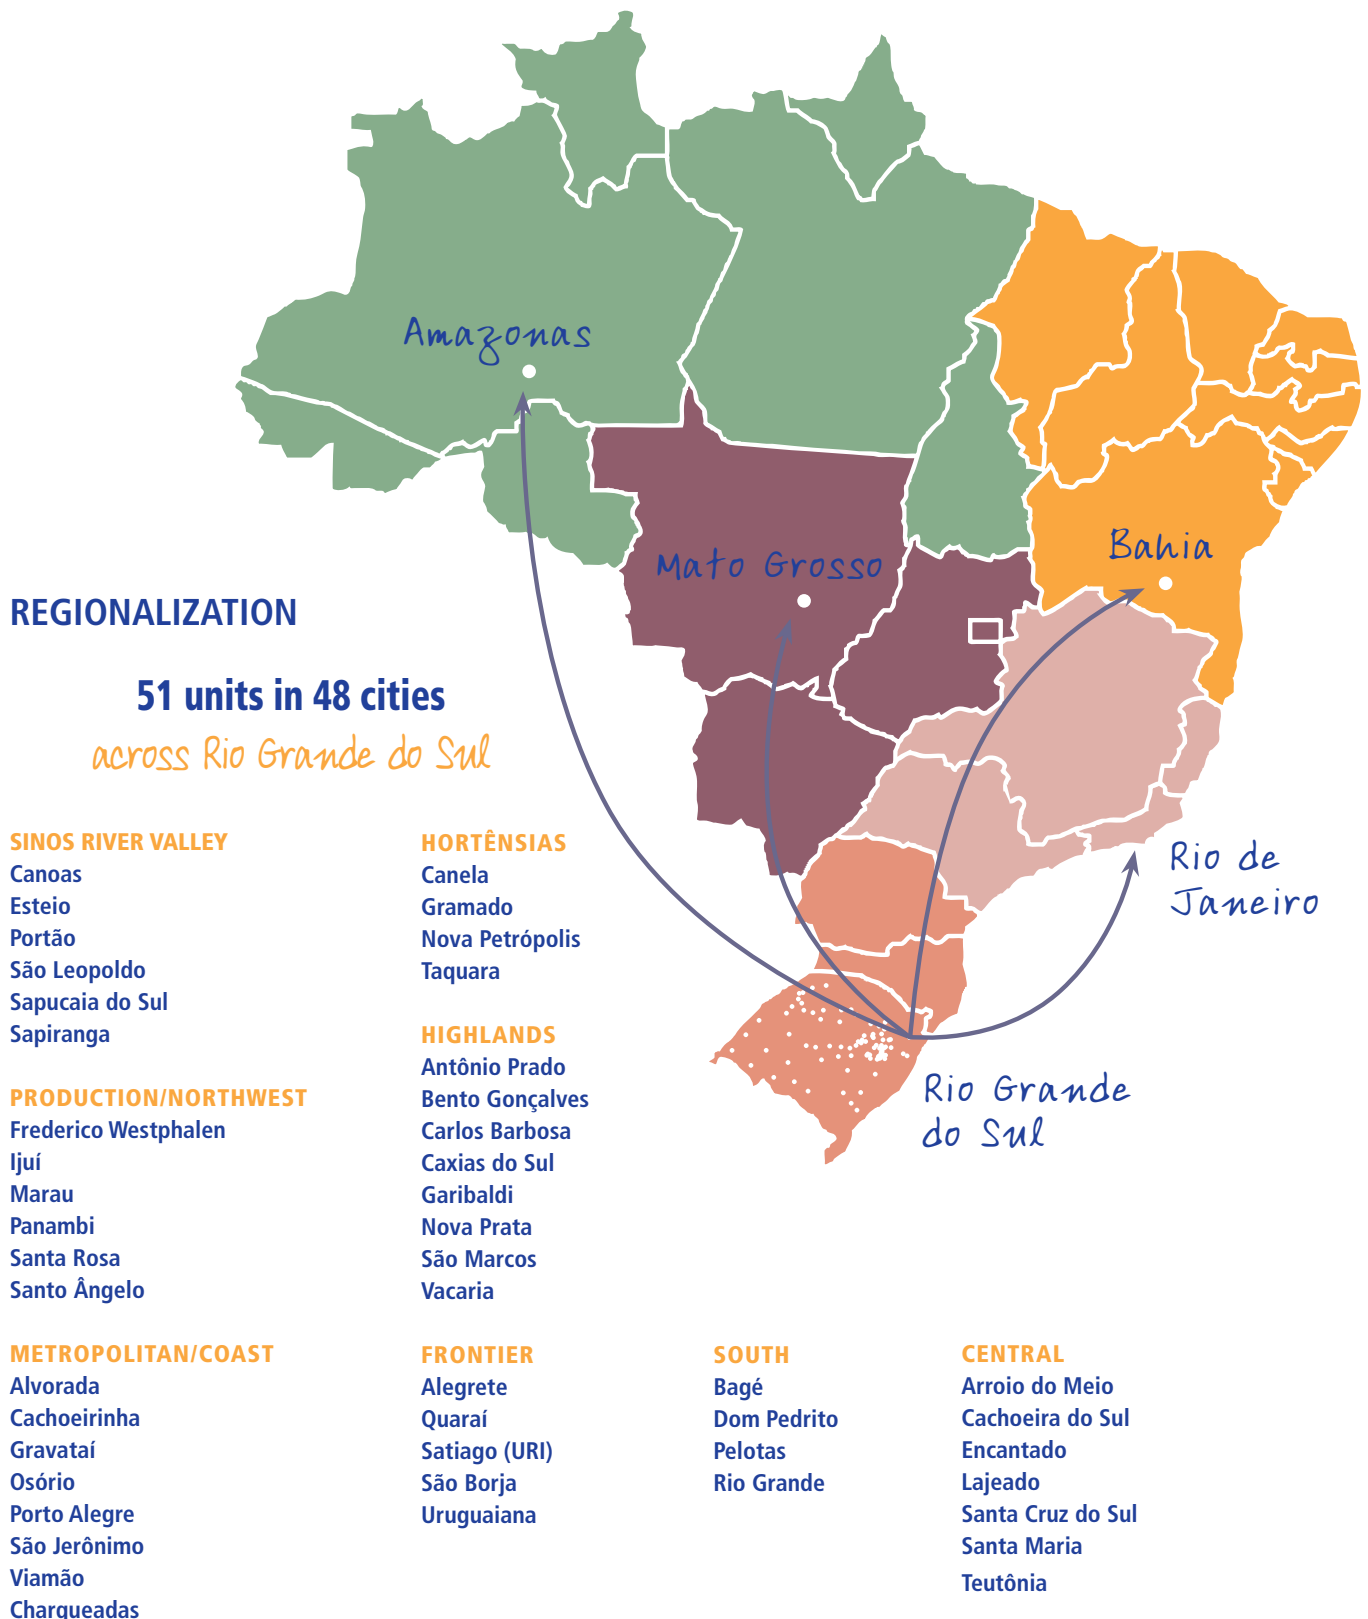 Amazonas
Mato Grosso
Bahia
Rio de
Janeiro
Rio Grande
do Sul
REGIONALIZATION
51 units in 48 cities
across Rio Grande do Sul
SINOS RIVER VALLEY
Canoas
Esteio
Portão
São Leopoldo
Sapucaia do Sul
Sapiranga
PRODUCTION/NORTHWEST
Frederico Westphalen
Ijuí
Marau
Panambi
Santa Rosa
Santo Ângelo
METROPOLITAN/COAST
Alvorada
Cachoeirinha
Gravataí
Osório
Porto Alegre
São Jerônimo
Viamão
Charqueadas
HORTÊNSIAS
Canela
Gramado
Nova Petrópolis
Taquara
HIGHLANDS
Antônio Prado
Bento Gonçalves
Carlos Barbosa
Caxias do Sul
Garibaldi
Nova Prata
São Marcos
Vacaria
FRONTIER
Alegrete
Quaraí
Satiago (URI)
São Borja
Uruguaiana
SOUTH
Bagé
Dom Pedrito
Pelotas
Rio Grande
CENTRAL
Arroio do Meio
Cachoeira do Sul
Encantado
Lajeado
Santa Cruz do Sul
Santa Maria
Teutônia